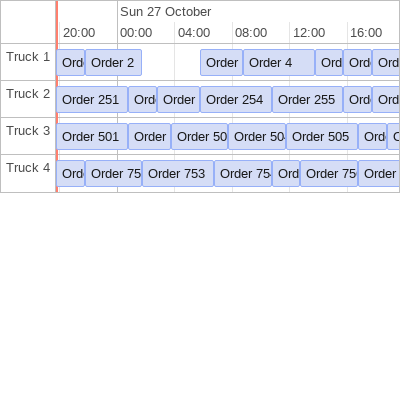 Sun 27 October
20:00 00:00 04:00 08:00 12:00 16:00
Truck 1 Ord Order 2 Order Order 4 Ord Ord Ord
Truck 2 Order 251 Ord Order Order 254 Order 255 Ord Ord
Truck 3 Order 501 Order Order 50 Order 50 Order 505 Ord
Truck 4 Ord Order 75 Order 753 Order 75 Ord Order 75 Order